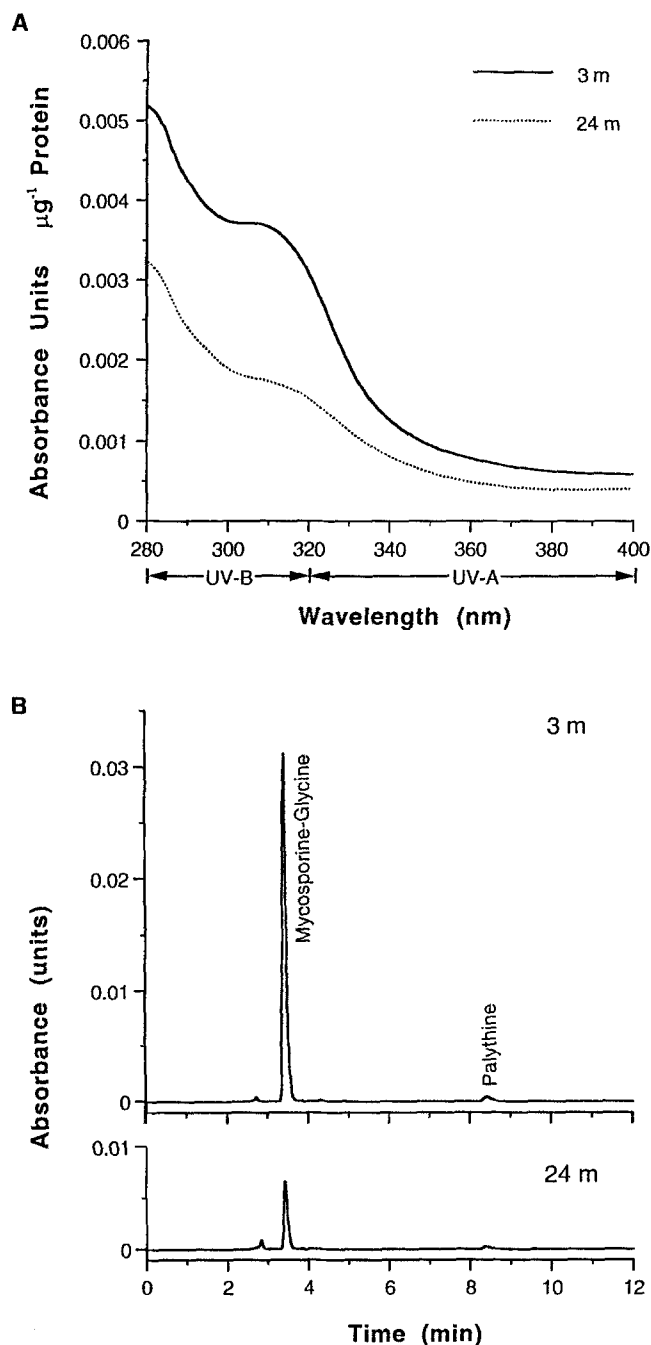 A
0.006
0.005
0.004
0.003
0.002
0.001
0
Absorbance Units µg-1 Protein
3 m
24 m
280 300 320 340 360 380 400
UV-B UV-A
Wavelength (nm)
B
3 m
0.03
0.02
0.01
0
Absorbance (units)
Mycosporine-Glycine
Palythine
24 m
0.01
0
0 2 4 6 8 10 12
Time (min)